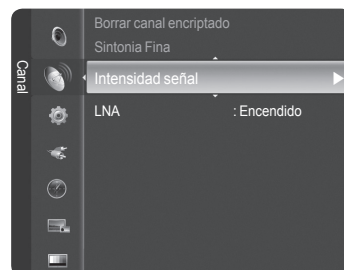 Canal
Borrar canal encriptado
Sintonia Fina
Intensidad señal
LNA : Encendido